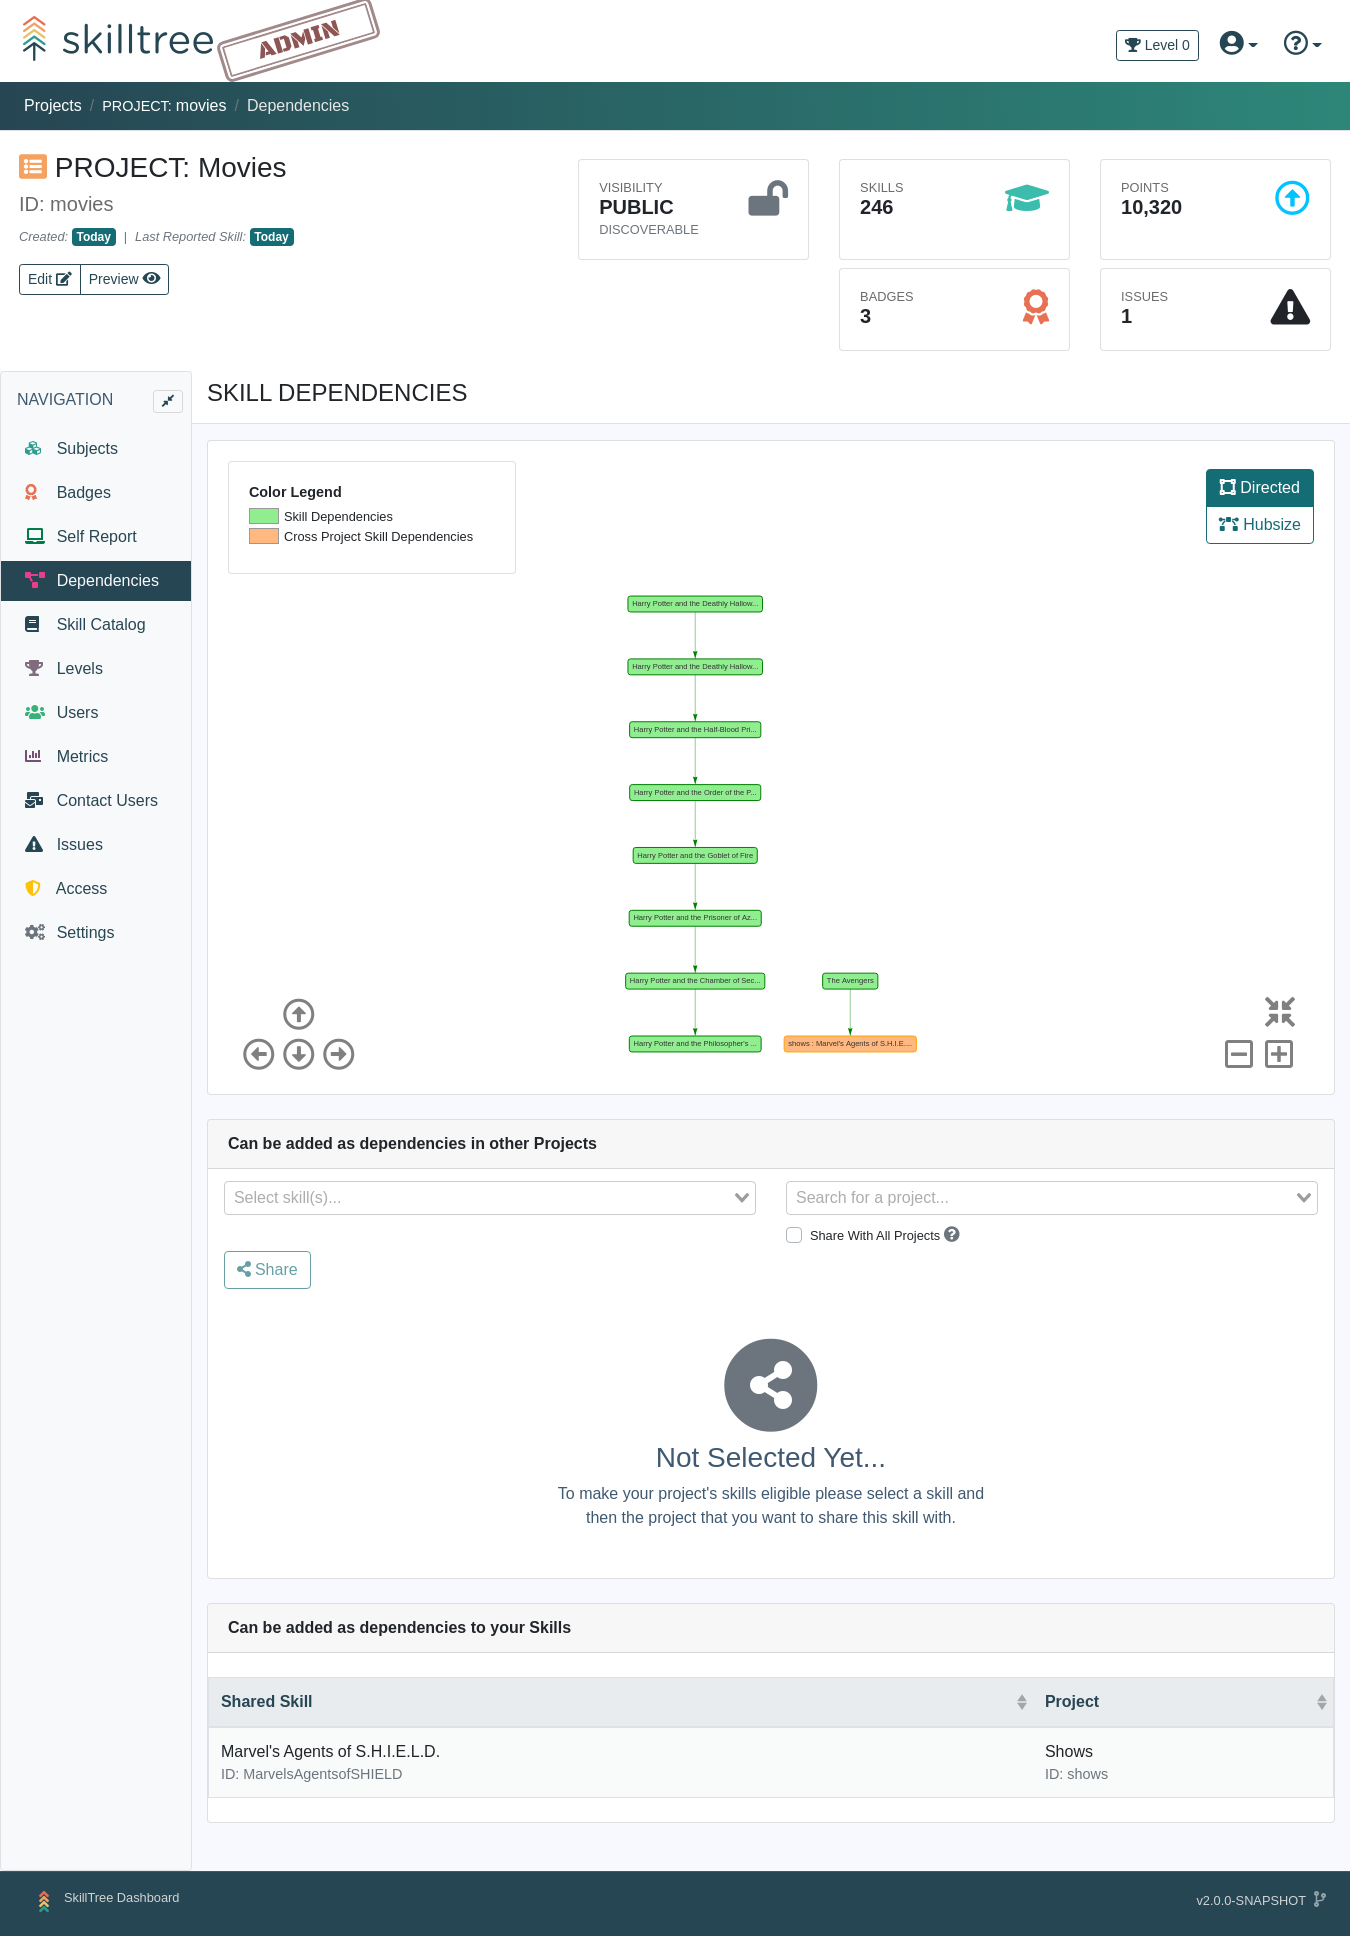 skilltree ADMIN
Level 0
Projects / PROJECT: movies / Dependencies
PROJECT: Movies
ID: movies
Created: Today | Last Reported Skill: Today
Edit Preview
VISIBILITY
PUBLIC
DISCOVERABLE
SKILLS
246
POINTS
10,320
BADGES
3
ISSUES
1
NAVIGATION
Subjects
Badges
Self Report
Dependencies
Skill Catalog
Levels
Users
Metrics
Contact Users
Issues
Access
Settings
SKILL DEPENDENCIES
Color Legend
Skill Dependencies
Cross Project Skill Dependencies
Directed
Hubsize
Harry Potter and the Deathly Hallow...
Harry Potter and the Deathly Hallow...
Harry Potter and the Half-Blood Pri...
Harry Potter and the Order of the P...
Harry Potter and the Goblet of Fire
Harry Potter and the Prisoner of Az...
Harry Potter and the Chamber of Sec...
The Avengers
Harry Potter and the Philosopher's ...
shows : Marvel's Agents of S.H.I.E....
Can be added as dependencies in other Projects
Select skill(s)...
Search for a project...
Share With All Projects
Share
Not Selected Yet...
To make your project's skills eligible please select a skill and
then the project that you want to share this skill with.
Can be added as dependencies to your Skills
Shared Skill Project
Marvel's Agents of S.H.I.E.L.D. Shows
ID: MarvelsAgentsofSHIELD ID: shows
SkillTree Dashboard
v2.0.0-SNAPSHOT